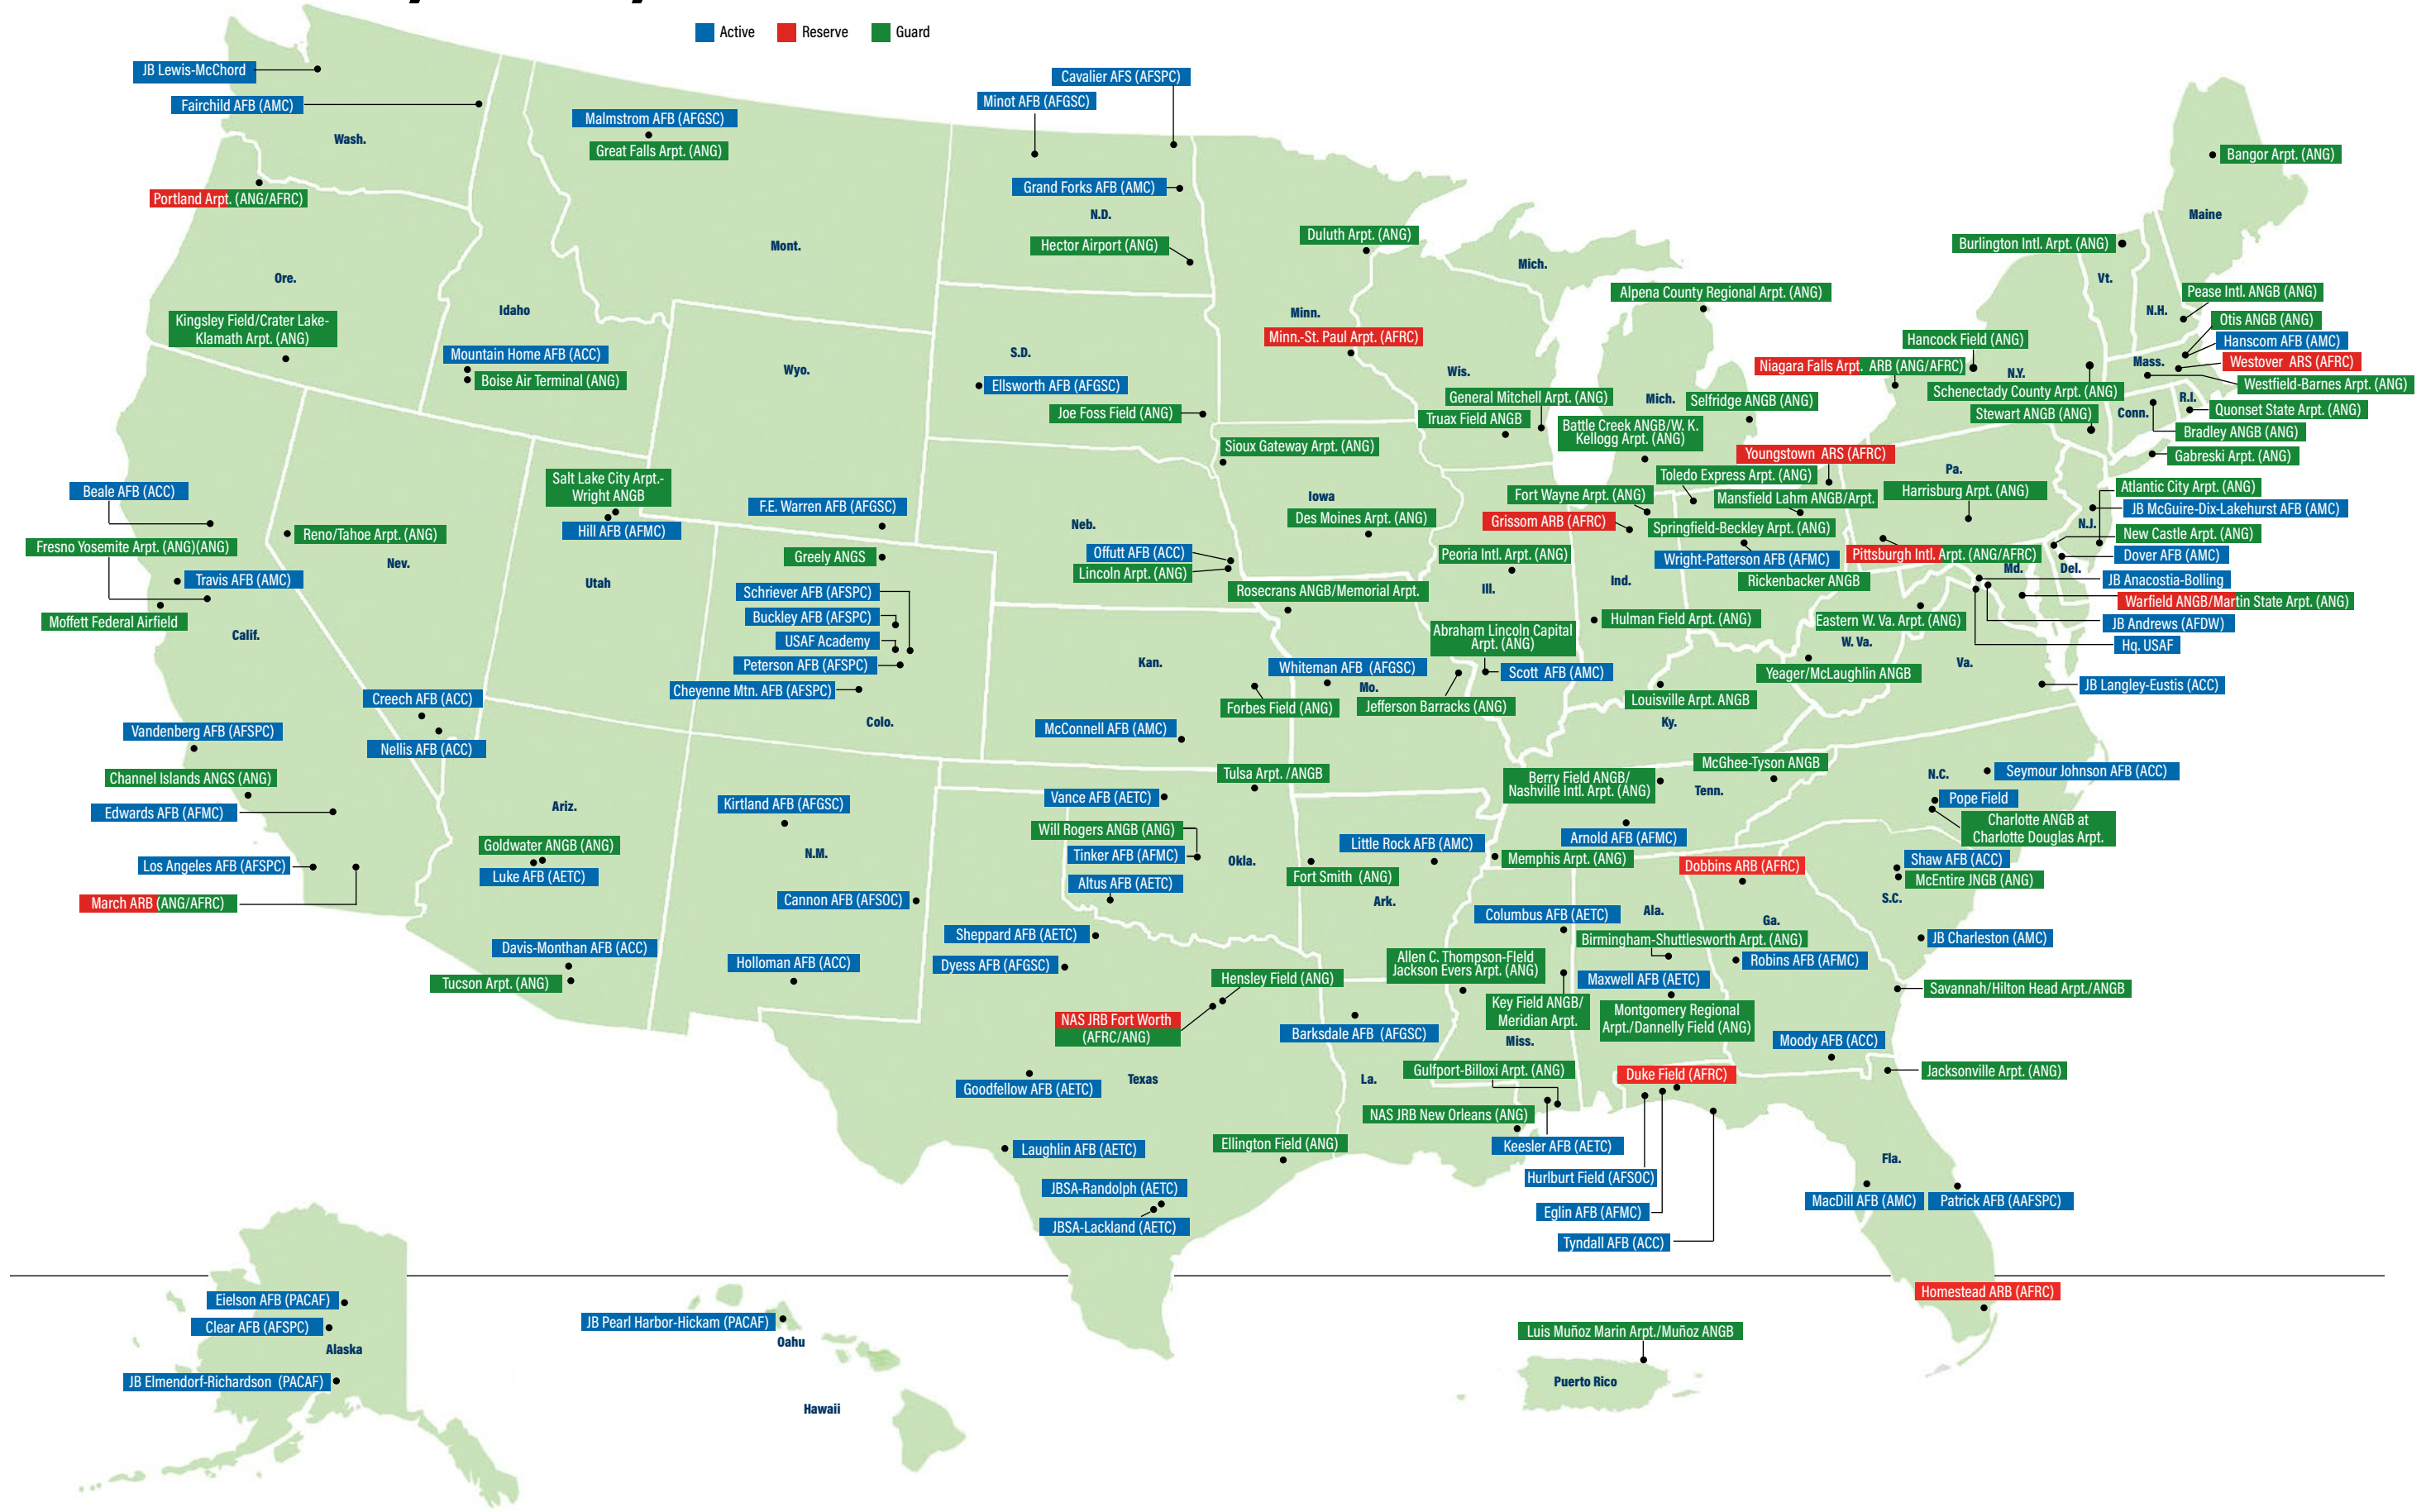 Active
Reserve
Guard
JB Lewis-McChord
Fairchild AFB (AMC)
Wash.
Portland Arpt. (ANG/AFRC)
Ore.
Kingsley Field/Crater Lake-
Klamath Arpt. (ANG)
Malmstrom AFB (AFGSC)
Great Falls Arpt. (ANG)
Mont.
Idaho
Mountain Home AFB (ACC)
Boise Air Terminal (ANG)
Wyo.
Cavalier AFS (AFSPC)
Minot AFB (AFGSC)
Grand Forks AFB (AMC)
N.D.
Hector Airport (ANG)
S.D.
Ellsworth AFB (AFGSC)
Joe Foss Field (ANG)
Duluth Arpt. (ANG)
Minn.
Minn.-St. Paul Arpt. (AFRC)
Mich.
Wis.
General Mitchell Arpt. (ANG)
Truax Field ANGB
Alpena County Regional Arpt. (ANG)
Mich.
Selfridge ANGB (ANG)
Battle Creek ANGB/W. K.
Kellogg Arpt. (ANG)
Bangor Arpt. (ANG)
Maine
Burlington Intl. Arpt. (ANG)
Vt.
Pease Intl. ANGB (ANG)
N.H.
Otis ANGB (ANG)
Hanscom AFB (AMC)
Mass.
Westover ARS (AFRC)
Westfield-Barnes Arpt. (ANG)
R.I.
Conn.
Quonset State Arpt. (ANG)
Bradley ANGB (ANG)
Gabreski Arpt. (ANG)
Hancock Field (ANG)
Niagara Falls Arpt. ARB (ANG/AFRC)
N.Y.
Schenectady County Arpt. (ANG)
Stewart ANGB (ANG)
Youngstown ARS (AFRC)
Toledo Express Arpt. (ANG)
Mansfield Lahm ANGB/Arpt.
Pa.
Harrisburg Arpt. (ANG)
Atlantic City Arpt. (ANG)
JB McGuire-Dix-Lakehurst AFB (AMC)
N.J.
New Castle Arpt. (ANG)
Dover AFB (AMC)
Md.
Del.
JB Anacostia-Bolling
Warfield ANGB/Martin State Arpt. (ANG)
JB Andrews (AFDW)
Hq. USAF
JB Langley-Eustis (ACC)
Pittsburgh Intl. Arpt. (ANG/AFRC)
Fort Wayne Arpt. (ANG)
Grissom ARB (AFRC)
Springfield-Beckley Arpt. (ANG)
Wright-Patterson AFB (AFMC)
Rickenbacker ANGB
Ind.
Hulman Field Arpt. (ANG)
Eastern W. Va. Arpt. (ANG)
W. Va.
Va.
Yeager/McLaughlin ANGB
Louisville Arpt. ANGB
Ky.
Sioux Gateway Arpt. (ANG)
Iowa
Des Moines Arpt. (ANG)
Peoria Intl. Arpt. (ANG)
Ill.
Abraham Lincoln Capital
Arpt. (ANG)
Scott AFB (AMC)
Neb.
Offutt AFB (ACC)
Lincoln Arpt. (ANG)
Rosecrans ANGB/Memorial Arpt.
Kan.
Whiteman AFB (AFGSC)
Mo.
Forbes Field (ANG)
Jefferson Barracks (ANG)
McConnell AFB (AMC)
Beale AFB (ACC)
Fresno Yosemite Arpt. (ANG)(ANG)
Reno/Tahoe Arpt. (ANG)
Nev.
Travis AFB (AMC)
Moffett Federal Airfield
Calif.
Salt Lake City Arpt.-
Wright ANGB
Hill AFB (AFMC)
Utah
F.E. Warren AFB (AFGSC)
Greely ANGS
Schriever AFB (AFSPC)
Buckley AFB (AFSPC)
USAF Academy
Peterson AFB (AFSPC)
Cheyenne Mtn. AFB (AFSPC)
Colo.
Creech AFB (ACC)
Nellis AFB (ACC)
Vandenberg AFB (AFSPC)
Channel Islands ANGS (ANG)
Edwards AFB (AFMC)
Los Angeles AFB (AFSPC)
March ARB (ANG/AFRC)
Ariz.
Goldwater ANGB (ANG)
Luke AFB (AETC)
Davis-Monthan AFB (ACC)
Tucson Arpt. (ANG)
Kirtland AFB (AFGSC)
N.M.
Cannon AFB (AFSOC)
Holloman AFB (ACC)
Tulsa Arpt. /ANGB
Vance AFB (AETC)
Will Rogers ANGB (ANG)
Tinker AFB (AFMC)
Okla.
Altus AFB (AETC)
Sheppard AFB (AETC)
Dyess AFB (AFGSC)
Hensley Field (ANG)
NAS JRB Fort Worth
(AFRC/ANG)
Texas
Goodfellow AFB (AETC)
Laughlin AFB (AETC)
Ellington Field (ANG)
JBSA-Randolph (AETC)
JBSA-Lackland (AETC)
Little Rock AFB (AMC)
Fort Smith (ANG)
Ark.
Barksdale AFB (AFGSC)
La.
NAS JRB New Orleans (ANG)
Berry Field ANGB/
Nashville Intl. Arpt. (ANG)
McGhee-Tyson ANGB
Tenn.
Arnold AFB (AFMC)
Memphis Arpt. (ANG)
N.C.
Seymour Johnson AFB (ACC)
Pope Field
Charlotte ANGB at
Charlotte Douglas Arpt.
Shaw AFB (ACC)
McEntire JNGB (ANG)
S.C.
JB Charleston (AMC)
Dobbins ARB (AFRC)
Ga.
Robins AFB (AFMC)
Savannah/Hilton Head Arpt./ANGB
Moody AFB (ACC)
Columbus AFB (AETC)
Ala.
Birmingham-Shuttlesworth Arpt. (ANG)
Allen C. Thompson-Field
Jackson Evers Arpt. (ANG)
Key Field ANGB/
Meridian Arpt.
Miss.
Maxwell AFB (AETC)
Montgomery Regional
Arpt./Dannelly Field (ANG)
Gulfport-Billoxi Arpt. (ANG)
Keesler AFB (AETC)
Duke Field (AFRC)
Hurlburt Field (AFSOC)
Eglin AFB (AFMC)
Tyndall AFB (ACC)
Jacksonville Arpt. (ANG)
Fla.
MacDill AFB (AMC)
Patrick AFB (AAFSPC)
Homestead ARB (AFRC)
Eielson AFB (PACAF)
Clear AFB (AFSPC)
Alaska
JB Elmendorf-Richardson (PACAF)
JB Pearl Harbor-Hickam (PACAF)
Oahu
Hawaii
Luis Muñoz Marin Arpt./Muñoz ANGB
Puerto Rico